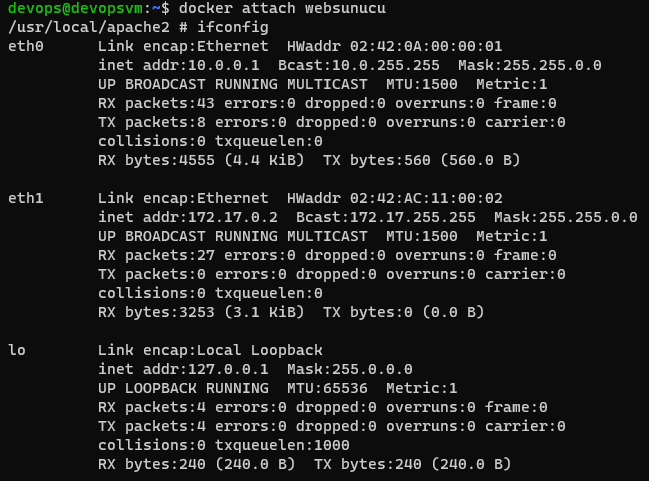 devops@devopsvm:~$ docker attach websunucu
/usr/local/apache2 # ifconfig
eth0      Link encap:Ethernet  HWaddr 02:42:0A:00:00:01
          inet addr:10.0.0.1  Bcast:10.0.255.255  Mask:255.255.0.0
          UP BROADCAST RUNNING MULTICAST  MTU:1500  Metric:1
          RX packets:43 errors:0 dropped:0 overruns:0 frame:0
          TX packets:8 errors:0 dropped:0 overruns:0 carrier:0
          collisions:0 txqueuelen:0
          RX bytes:4555 (4.4 KiB)  TX bytes:560 (560.0 B)

eth1      Link encap:Ethernet  HWaddr 02:42:AC:11:00:02
          inet addr:172.17.0.2  Bcast:172.17.255.255  Mask:255.255.0.0
          UP BROADCAST RUNNING MULTICAST  MTU:1500  Metric:1
          RX packets:27 errors:0 dropped:0 overruns:0 frame:0
          TX packets:0 errors:0 dropped:0 overruns:0 carrier:0
          collisions:0 txqueuelen:0
          RX bytes:3253 (3.1 KiB)  TX bytes:0 (0.0 B)

lo        Link encap:Local Loopback
          inet addr:127.0.0.1  Mask:255.0.0.0
          UP LOOPBACK RUNNING  MTU:65536  Metric:1
          RX packets:4 errors:0 dropped:0 overruns:0 frame:0
          TX packets:4 errors:0 dropped:0 overruns:0 carrier:0
          collisions:0 txqueuelen:1000
          RX bytes:240 (240.0 B)  TX bytes:240 (240.0 B)